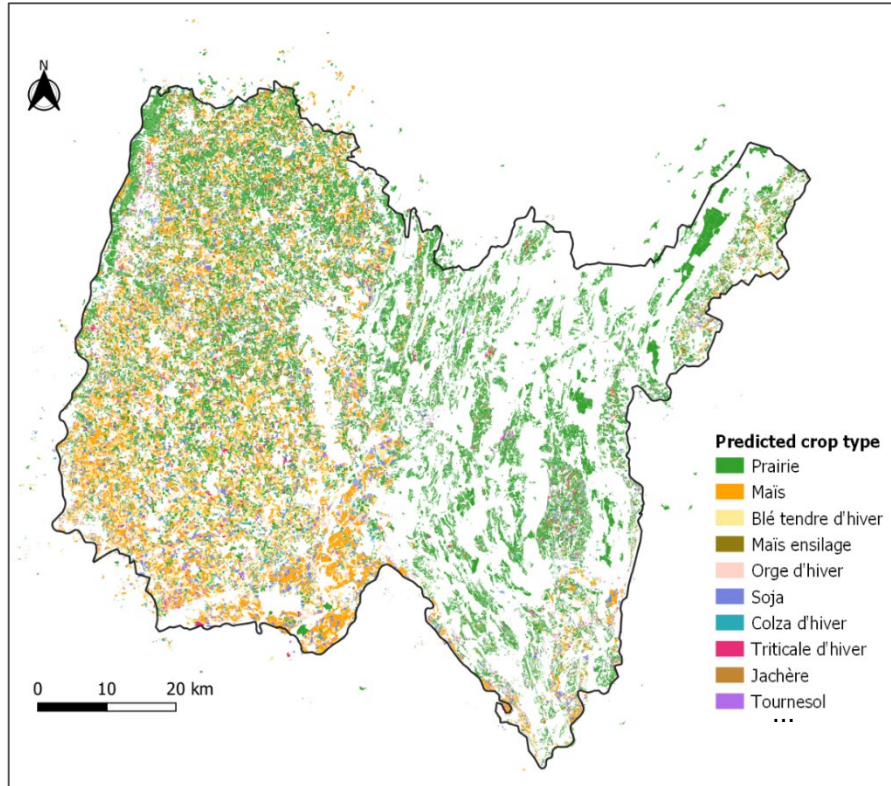 N
Predicted crop type
Prairie
Maïs
Blé tendre d'hiver
Maïs ensilage
Orge d'hiver
Soja
Colza d'hiver
Triticale d'hiver
Jachère
Tournesol
...
0 10 20 km